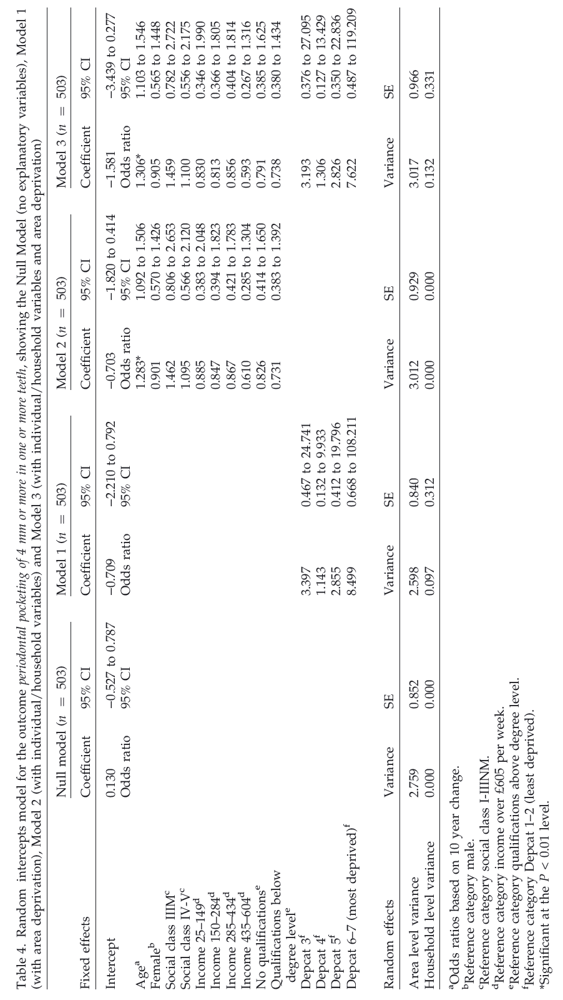 Table 4. Random intercepts model for the outcome periodontal pocketing of 4 mm or more in one or more teeth, showing the Null Model (no explanatory variables), Model 1
(with area deprivation), Model 2 (with individual/household variables) and Model 3 (with individual/household variables and area deprivation)
Null model (n = 503) Model 1 (n = 503) Model 2 (n = 503) Model 3 (n = 503)
Fixed effects Coefficient 95% CI Coefficient 95% CI Coefficient 95% CI Coefficient 95% CI
Intercept 0.130 −0.527 to 0.787 −0.709 −2.210 to 0.792 −0.703 −1.820 to 0.414 −1.581 −3.439 to 0.277
Odds ratio 95% CI Odds ratio 95% CI Odds ratio 95% CI Odds ratio 95% CI
Ageᵃ 1.283* 1.092 to 1.506 1.306* 1.103 to 1.546
Femaleᵇ 0.901 0.570 to 1.426 0.905 0.565 to 1.448
Social class IIIMᶜ 1.462 0.806 to 2.653 1.459 0.782 to 2.722
Social class IV-Vᶜ 1.095 0.566 to 2.120 1.100 0.556 to 2.175
Income 25–149ᵈ 0.885 0.383 to 2.048 0.830 0.346 to 1.990
Income 150–284ᵈ 0.847 0.394 to 1.823 0.813 0.366 to 1.805
Income 285–434ᵈ 0.867 0.421 to 1.783 0.856 0.404 to 1.814
Income 435–604ᵈ 0.610 0.285 to 1.304 0.593 0.267 to 1.316
No qualificationsᵉ 0.826 0.414 to 1.650 0.791 0.385 to 1.625
Qualifications below 0.731 0.383 to 1.392 0.738 0.380 to 1.434
degree levelᵉ
Depcat 3ᶠ 3.397 0.467 to 24.741 3.193 0.376 to 27.095
Depcat 4ᶠ 1.143 0.132 to 9.933 1.306 0.127 to 13.429
Depcat 5ᶠ 2.855 0.412 to 19.796 2.826 0.350 to 22.836
Depcat 6–7 (most deprived)ᶠ 8.499 0.668 to 108.211 7.622 0.487 to 119.209
Random effects Variance SE Variance SE Variance SE Variance SE
Area level variance 2.759 0.852 2.598 0.840 3.012 0.929 3.017 0.966
Household level variance 0.000 0.000 0.097 0.312 0.000 0.000 0.132 0.331
ᵃOdds ratios based on 10 year change.
ᵇReference category male.
ᶜReference category social class I-IIINM.
ᵈReference category income over £605 per week.
ᵉReference category qualifications above degree level.
ᶠReference category Depcat 1–2 (least deprived).
*Significant at the P < 0.01 level.